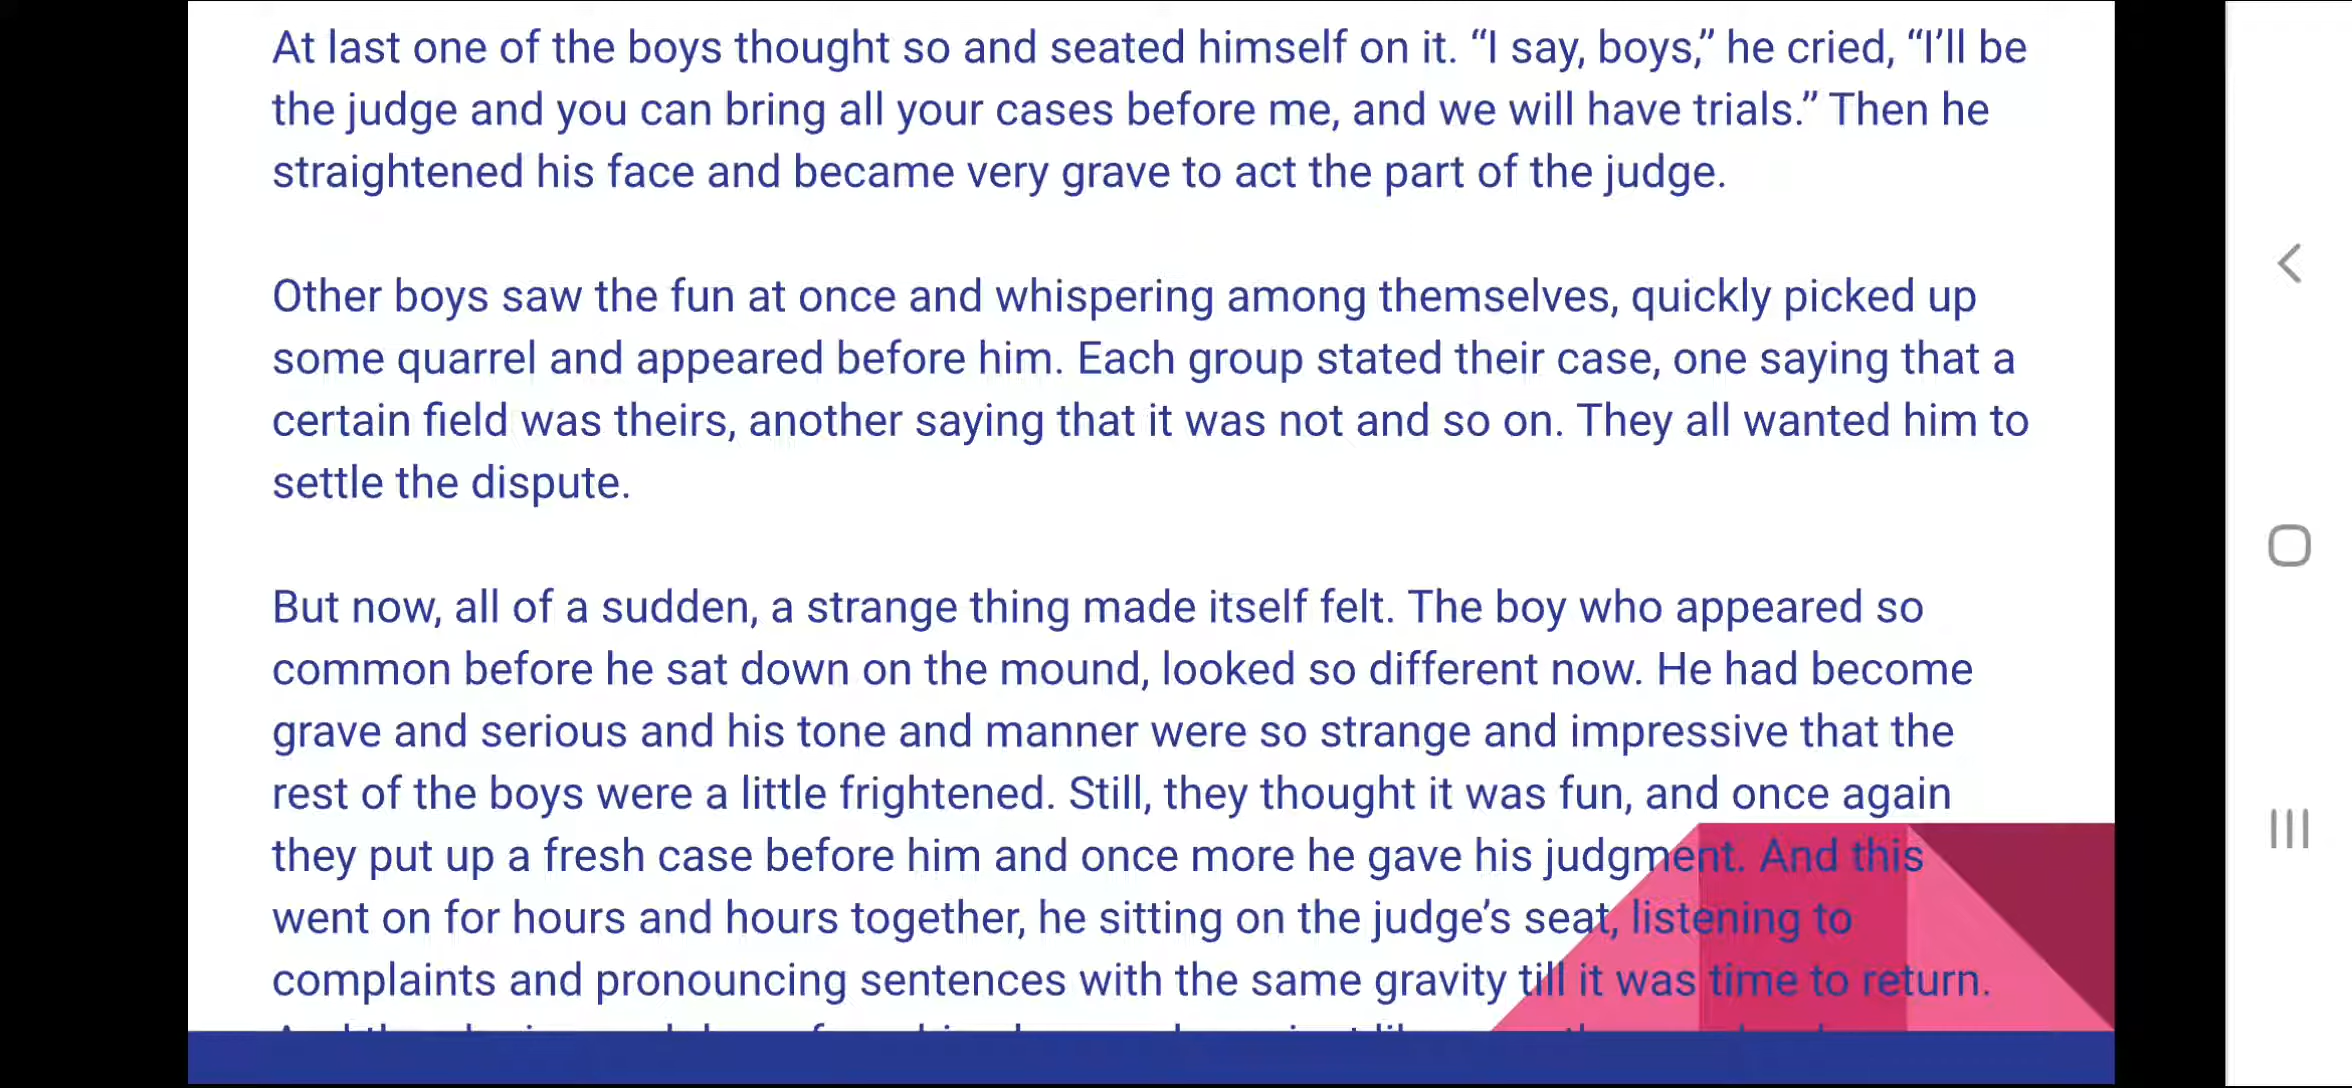 At last one of the boys thought so and seated himself on it. “I say, boys,” he cried, “I’ll be
the judge and you can bring all your cases before me, and we will have trials.” Then he
straightened his face and became very grave to act the part of the judge.
Other boys saw the fun at once and whispering among themselves, quickly picked up
some quarrel and appeared before him. Each group stated their case, one saying that a
certain field was theirs, another saying that it was not and so on. They all wanted him to
settle the dispute.
But now, all of a sudden, a strange thing made itself felt. The boy who appeared so
common before he sat down on the mound, looked so different now. He had become
grave and serious and his tone and manner were so strange and impressive that the
rest of the boys were a little frightened. Still, they thought it was fun, and once again
they put up a fresh case before him and once more he gave his judgment. And this
went on for hours and hours together, he sitting on the judge’s seat, listening to
complaints and pronouncing sentences with the same gravity till it was time to return.